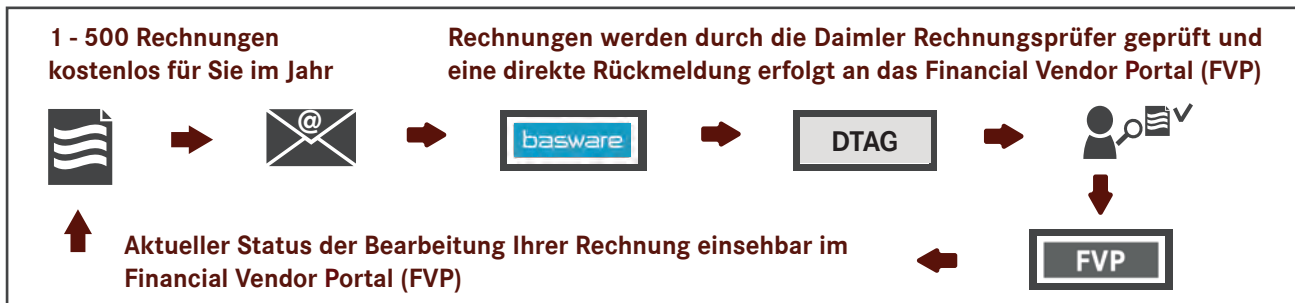 1 - 500 Rechnungen
kostenlos für Sie im Jahr
Rechnungen werden durch die Daimler Rechnungsprüfer geprüft und
eine direkte Rückmeldung erfolgt an das Financial Vendor Portal (FVP)
@
basware
DTAG
FVP
Aktueller Status der Bearbeitung Ihrer Rechnung einsehbar im
Financial Vendor Portal (FVP)